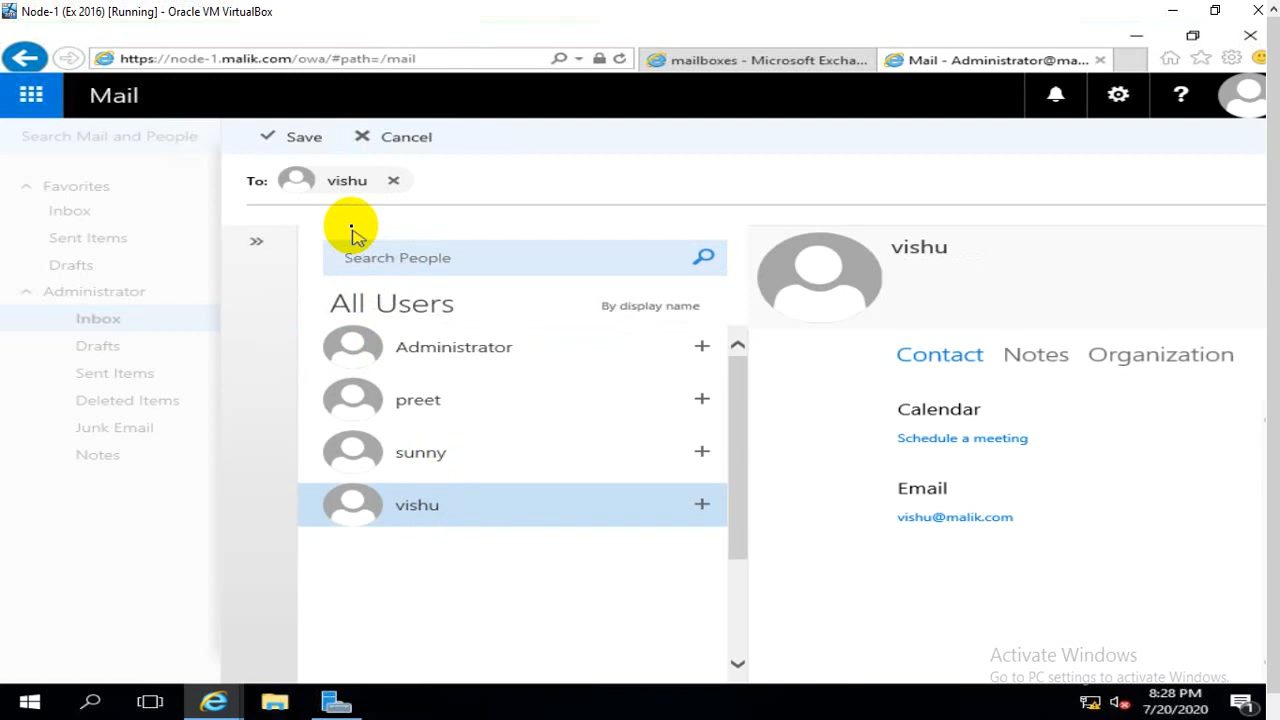 Node-1 (Ex 2016) [Running] - Oracle VM VirtualBox
https://node-1.malik.com/owa/#path=/mail
mailboxes - Microsoft Excha...
Mail - Administrator@ma...
Mail
?
Search Mail and People
Save
Cancel
To:
vishu
Favorites
Inbox
Sent Items
Drafts
Administrator
Inbox
Drafts
Sent Items
Deleted Items
Junk Email
Notes
Search People
All Users
By display name
Administrator
preet
sunny
vishu
vishu
Contact
Notes
Organization
Calendar
Schedule a meeting
Email
vishu@malik.com
Activate Windows
Go to PC settings to activate Windows.
8:28 PM
7/20/2020
1